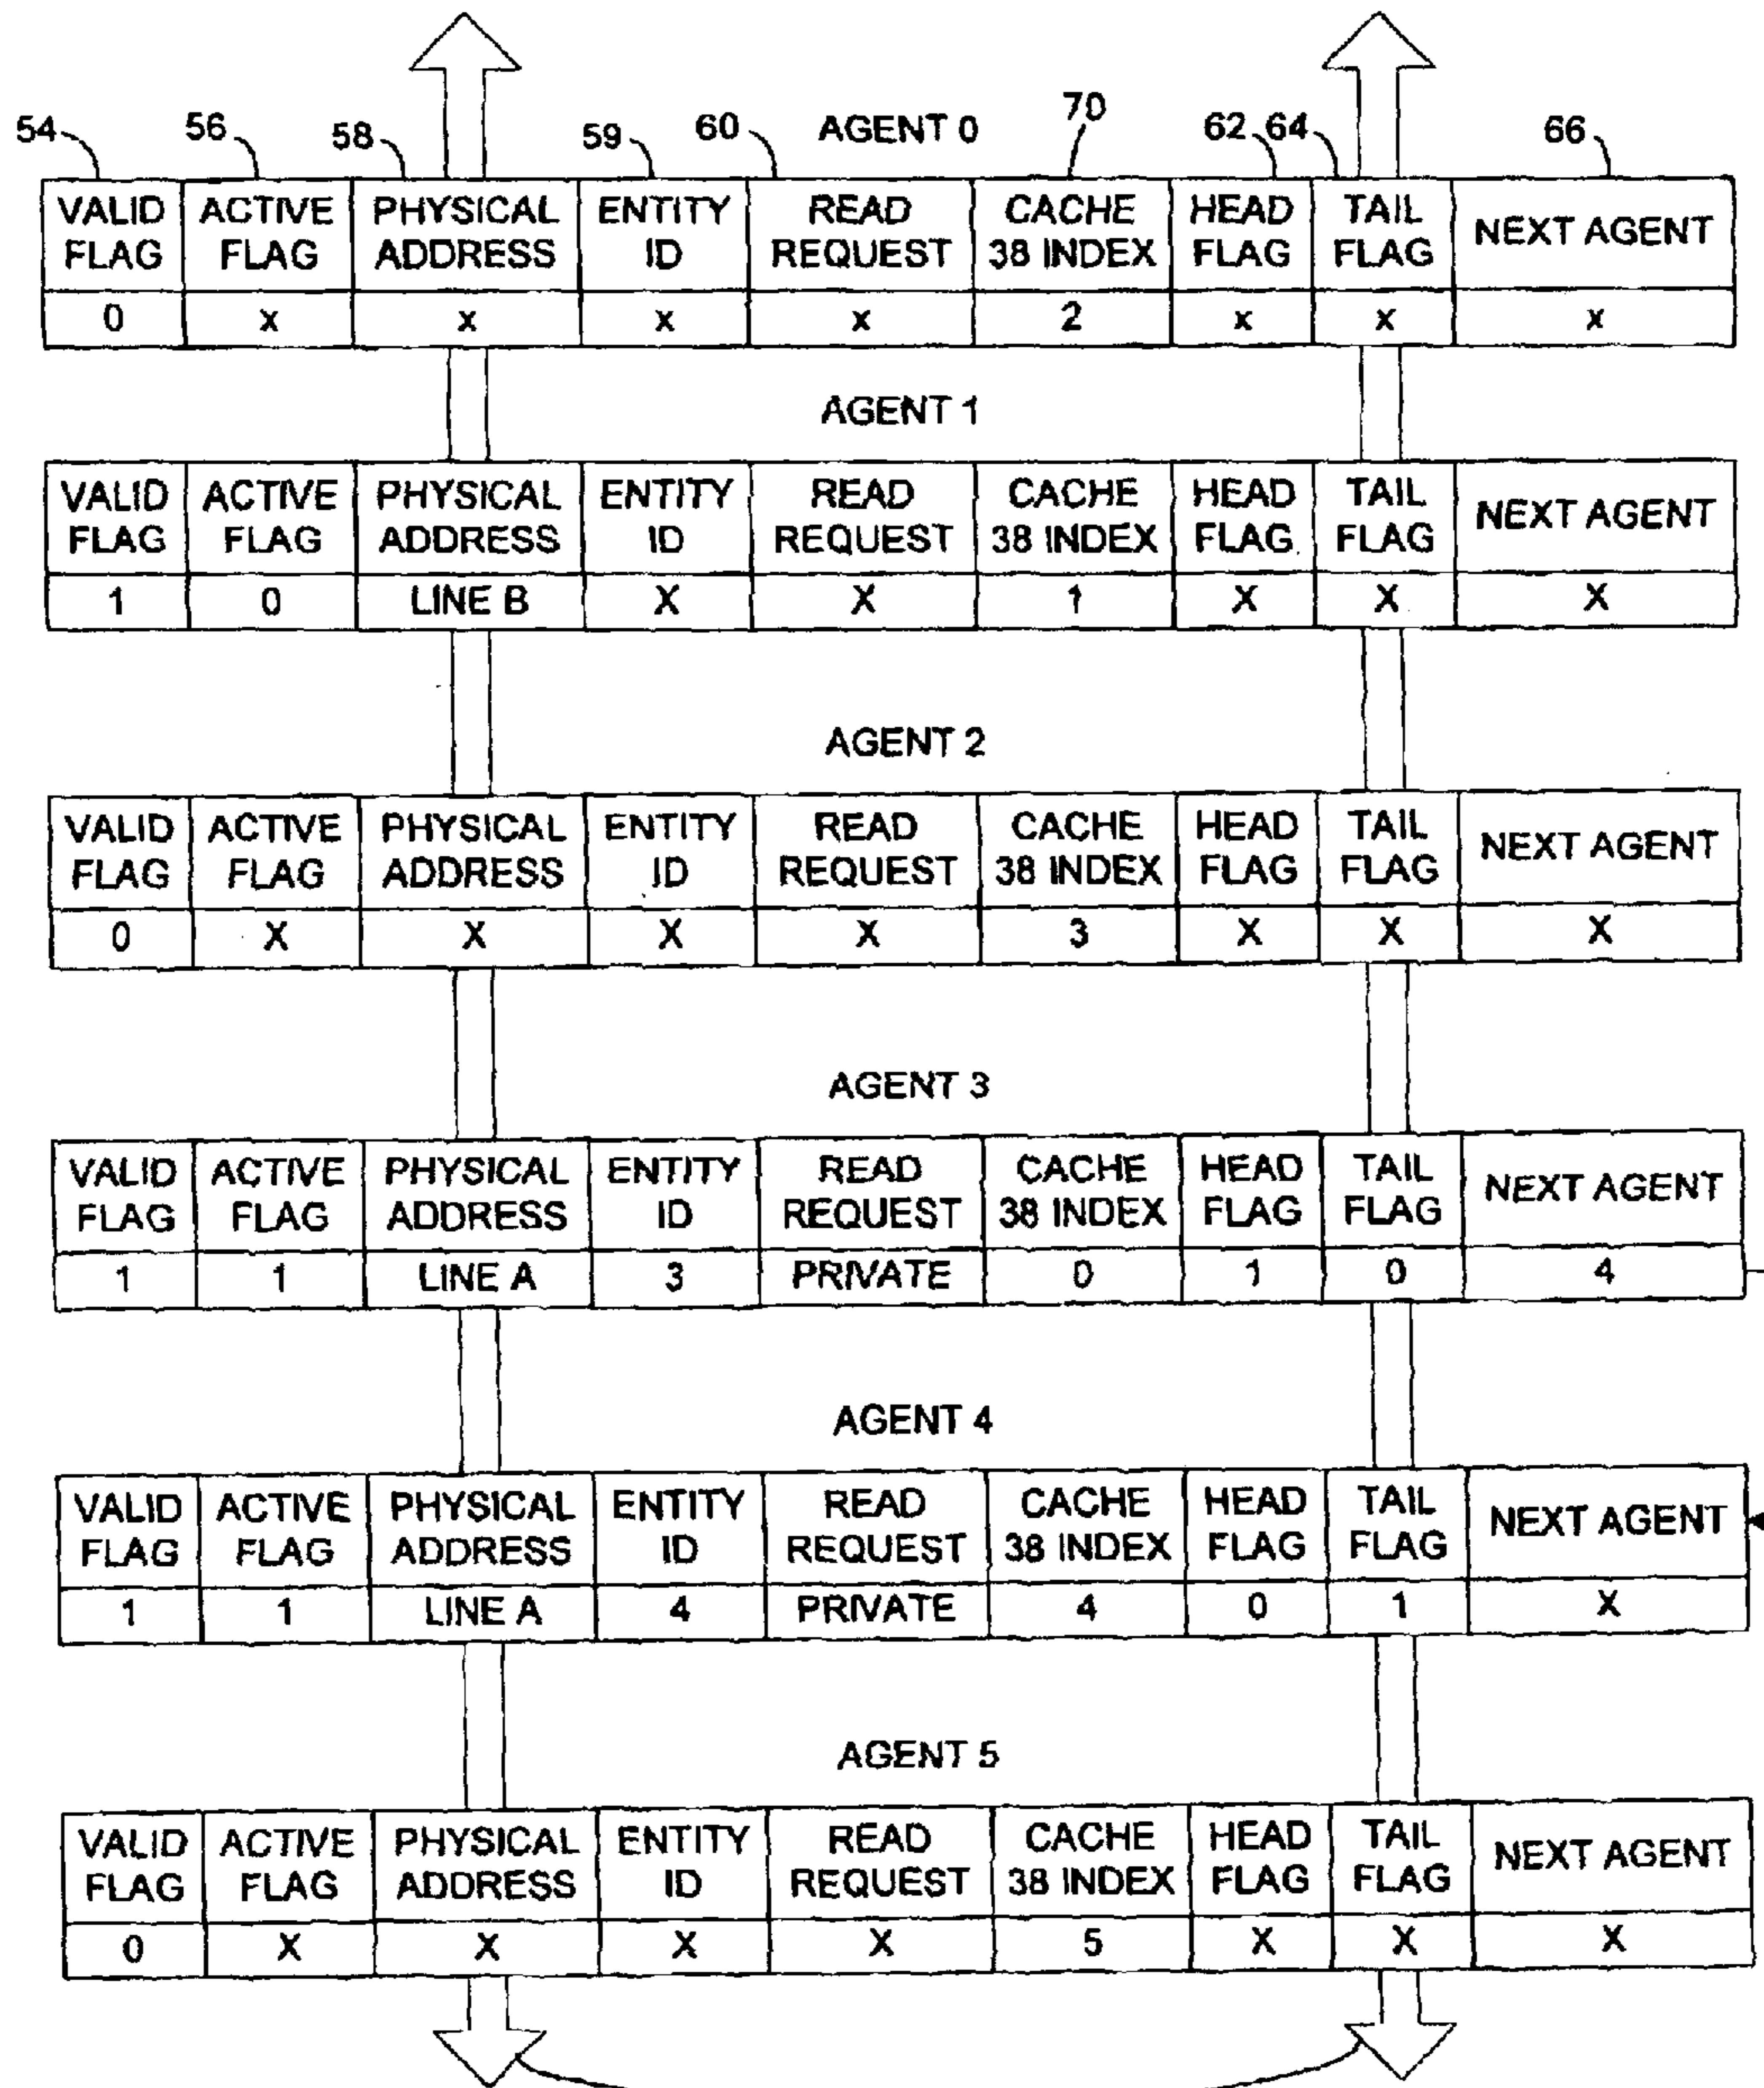 54 56 58 59 60 AGENT 0 70 62 64 66
VALID FLAG ACTIVE FLAG PHYSICAL ADDRESS ENTITY ID READ REQUEST CACHE 38 INDEX HEAD FLAG TAIL FLAG NEXT AGENT
0 x x x x 2 x x x
AGENT 1
VALID FLAG ACTIVE FLAG PHYSICAL ADDRESS ENTITY ID READ REQUEST CACHE 38 INDEX HEAD FLAG TAIL FLAG NEXT AGENT
1 0 LINE B X X 1 X X X
AGENT 2
VALID FLAG ACTIVE FLAG PHYSICAL ADDRESS ENTITY ID READ REQUEST CACHE 38 INDEX HEAD FLAG TAIL FLAG NEXT AGENT
0 X X X X 3 X X X
AGENT 3
VALID FLAG ACTIVE FLAG PHYSICAL ADDRESS ENTITY ID READ REQUEST CACHE 38 INDEX HEAD FLAG TAIL FLAG NEXT AGENT
1 1 LINE A 3 PRIVATE 0 1 0 4
AGENT 4
VALID FLAG ACTIVE FLAG PHYSICAL ADDRESS ENTITY ID READ REQUEST CACHE 38 INDEX HEAD FLAG TAIL FLAG NEXT AGENT
1 1 LINE A 4 PRIVATE 4 0 1 X
AGENT 5
VALID FLAG ACTIVE FLAG PHYSICAL ADDRESS ENTITY ID READ REQUEST CACHE 38 INDEX HEAD FLAG TAIL FLAG NEXT AGENT
0 X X X X 5 X X X